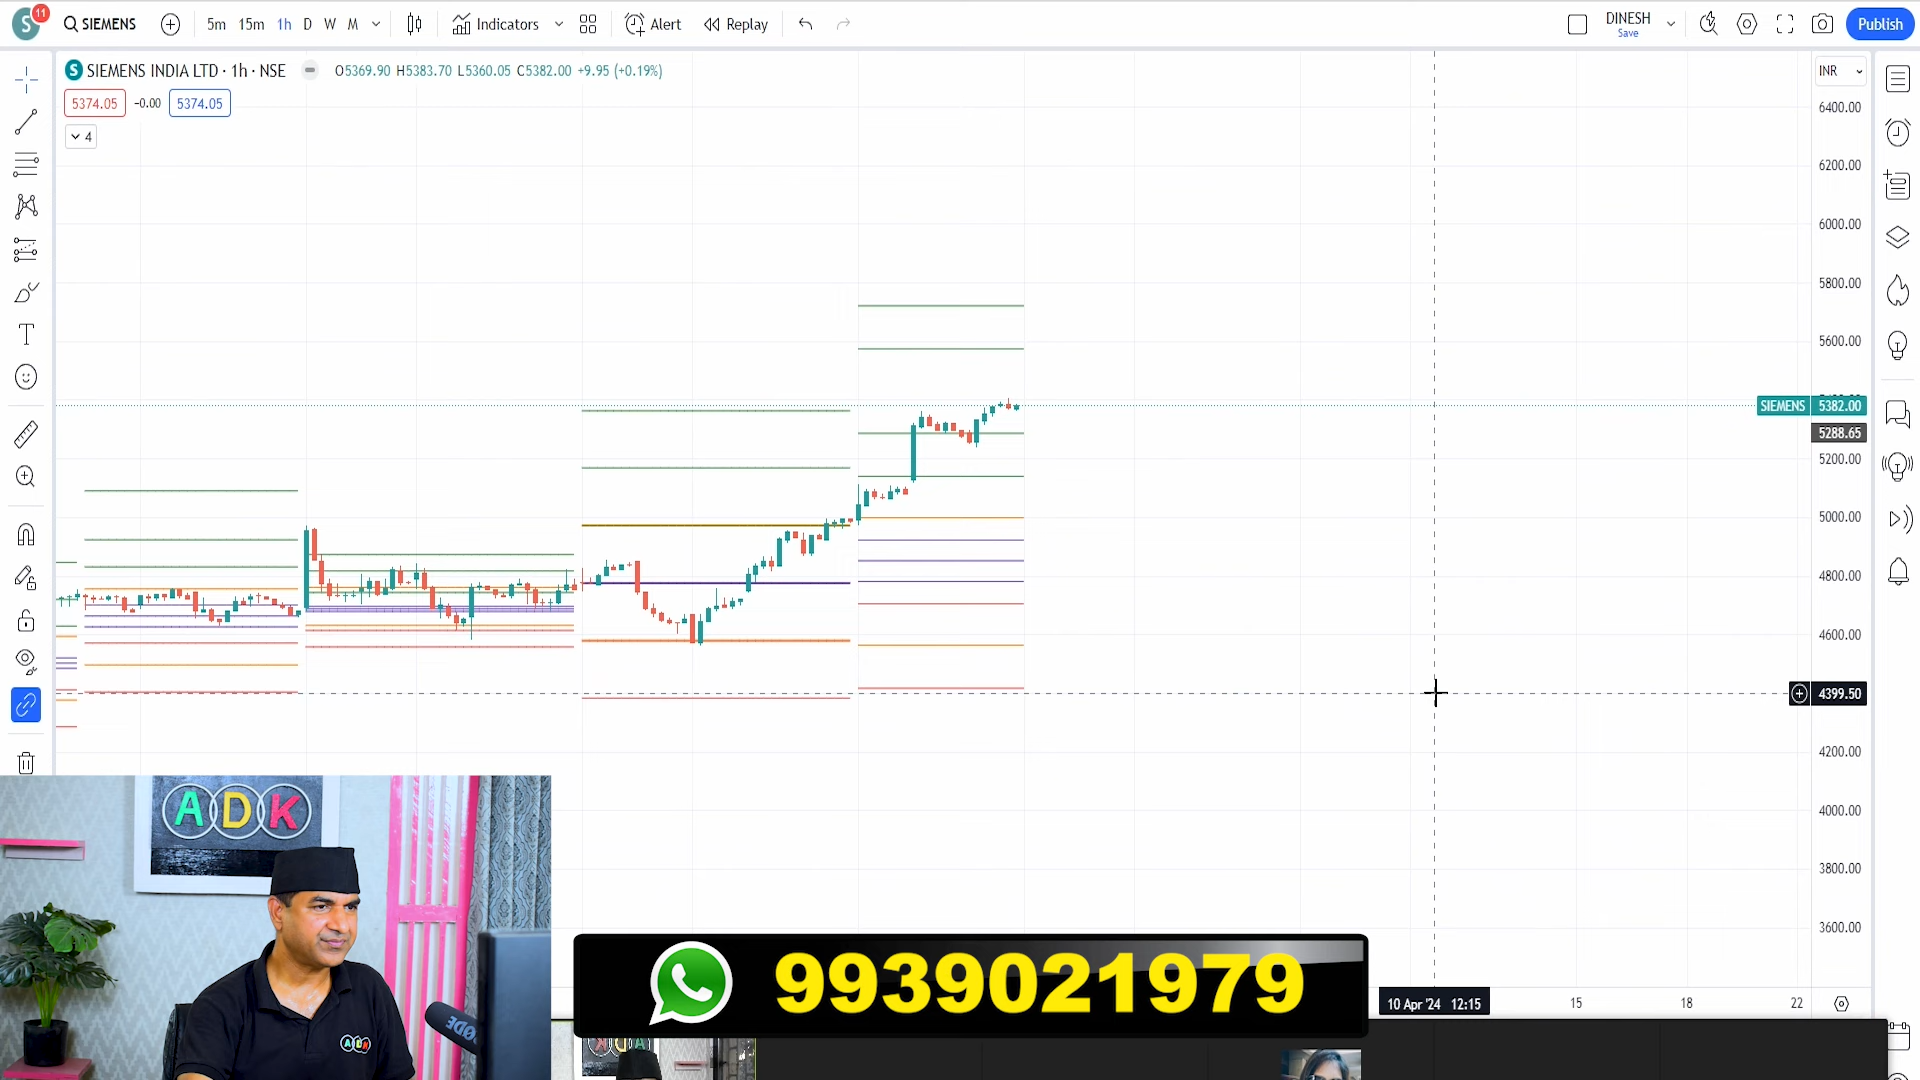 S
11
SIEMENS
5m 15m 1h D W M
Indicators
Alert
Replay
DINESH
Save
Publish
S SIEMENS INDIA LTD · 1h · NSE
O5369.90 H5383.70 L5360.05 C5382.00 +9.95 (+0.19%)
INR
5374.05 -0.00 5374.05
4
6400.00
6200.00
6000.00
5800.00
5600.00
SIEMENS 5382.00
5288.65
5200.00
5000.00
4800.00
4600.00
4399.50
4200.00
4000.00
3800.00
3600.00
10 Apr '24 12:15
15
18
22
ADK
ADK
9939021979